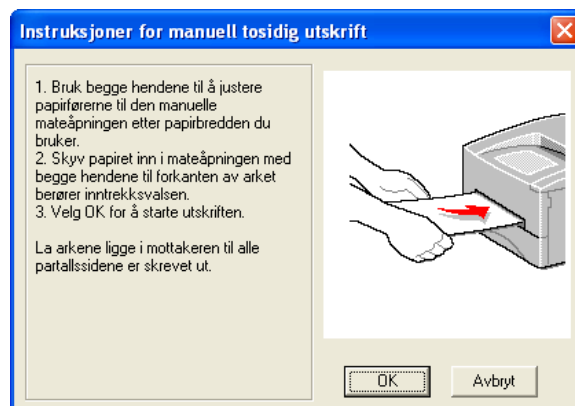 Instruksjoner for manuell tosidig utskrift
1. Bruk begge hendene til å justere
papirførerne til den manuelle
mateåpningen etter papirbredden du
bruker.
2. Skyv papiret inn i mateåpningen med
begge hendene til forkanten av arket
berører inntrekksvalsen.
3. Velg OK for å starte utskriften.
La arkene ligge i mottakeren til alle
partallssidene er skrevet ut.
OK
Avbryt